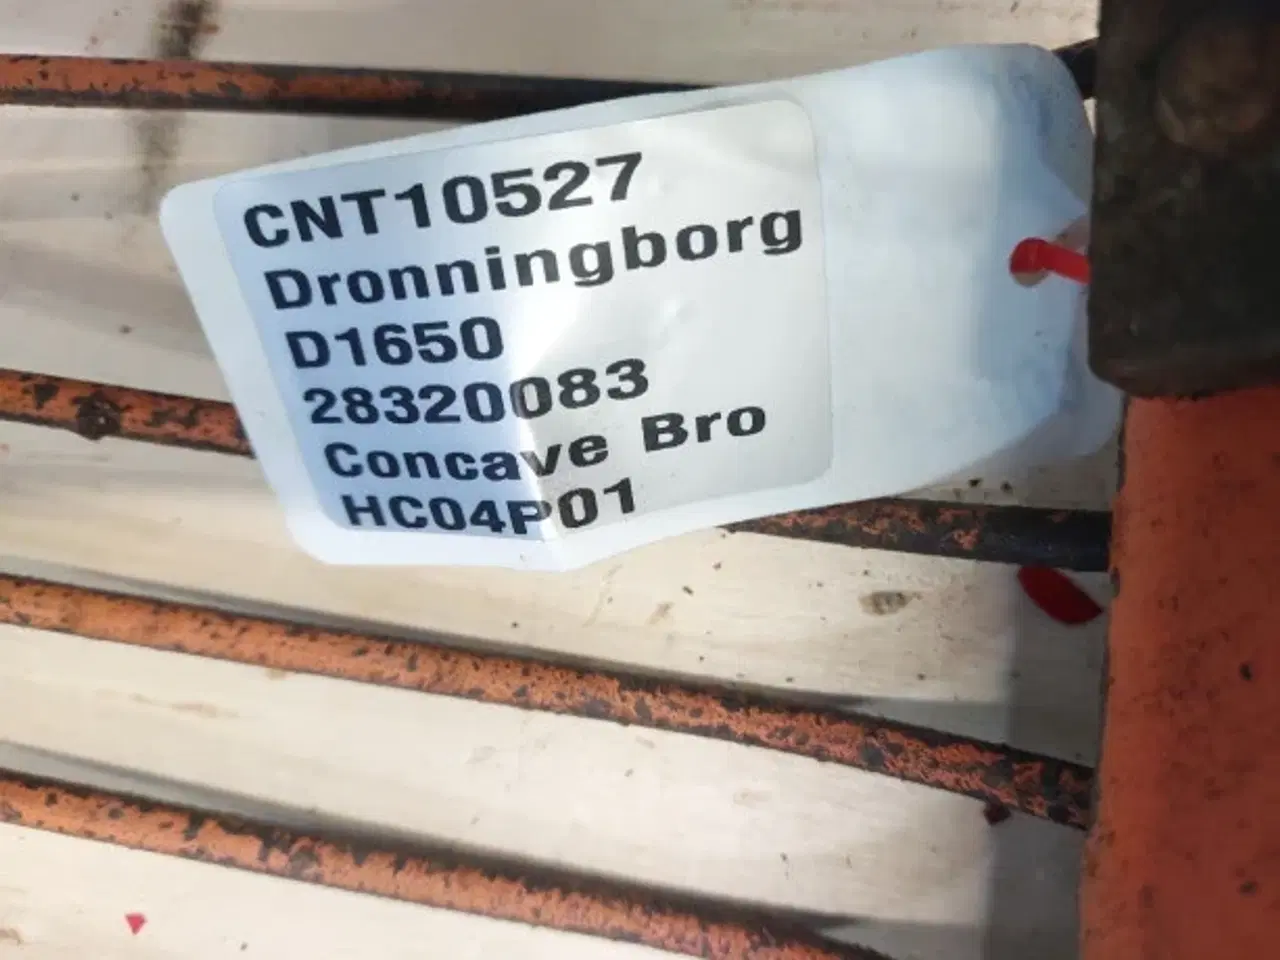 CNT10527
Dronningborg
D1650
28320083
Concave Bro
HC04P01